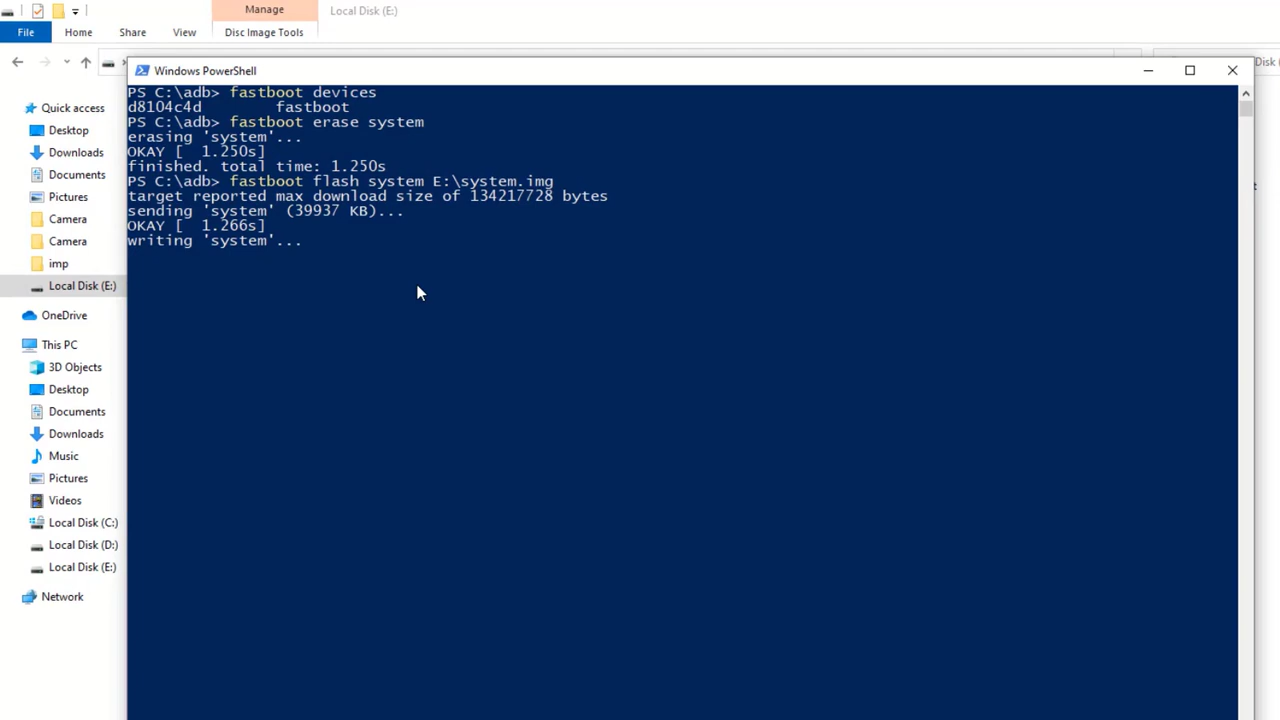 Manage
Local Disk (E:)
File
Home
Share
View
Disc Image Tools
Disk (
Windows PowerShell
PS C:\adb> fastboot devices
d8104c4d fastboot
PS C:\adb> fastboot erase system
erasing 'system'...
OKAY [ 1.250s]
finished. total time: 1.250s
PS C:\adb> fastboot flash system E:\system.img
target reported max download size of 134217728 bytes
sending 'system' (39937 KB)...
OKAY [ 1.266s]
writing 'system'...
Quick access
Desktop
Downloads
Documents
Pictures
Camera
Camera
imp
Local Disk (E:)
OneDrive
This PC
3D Objects
Desktop
Documents
Downloads
Music
Pictures
Videos
Local Disk (C:)
Local Disk (D:)
Local Disk (E:)
Network